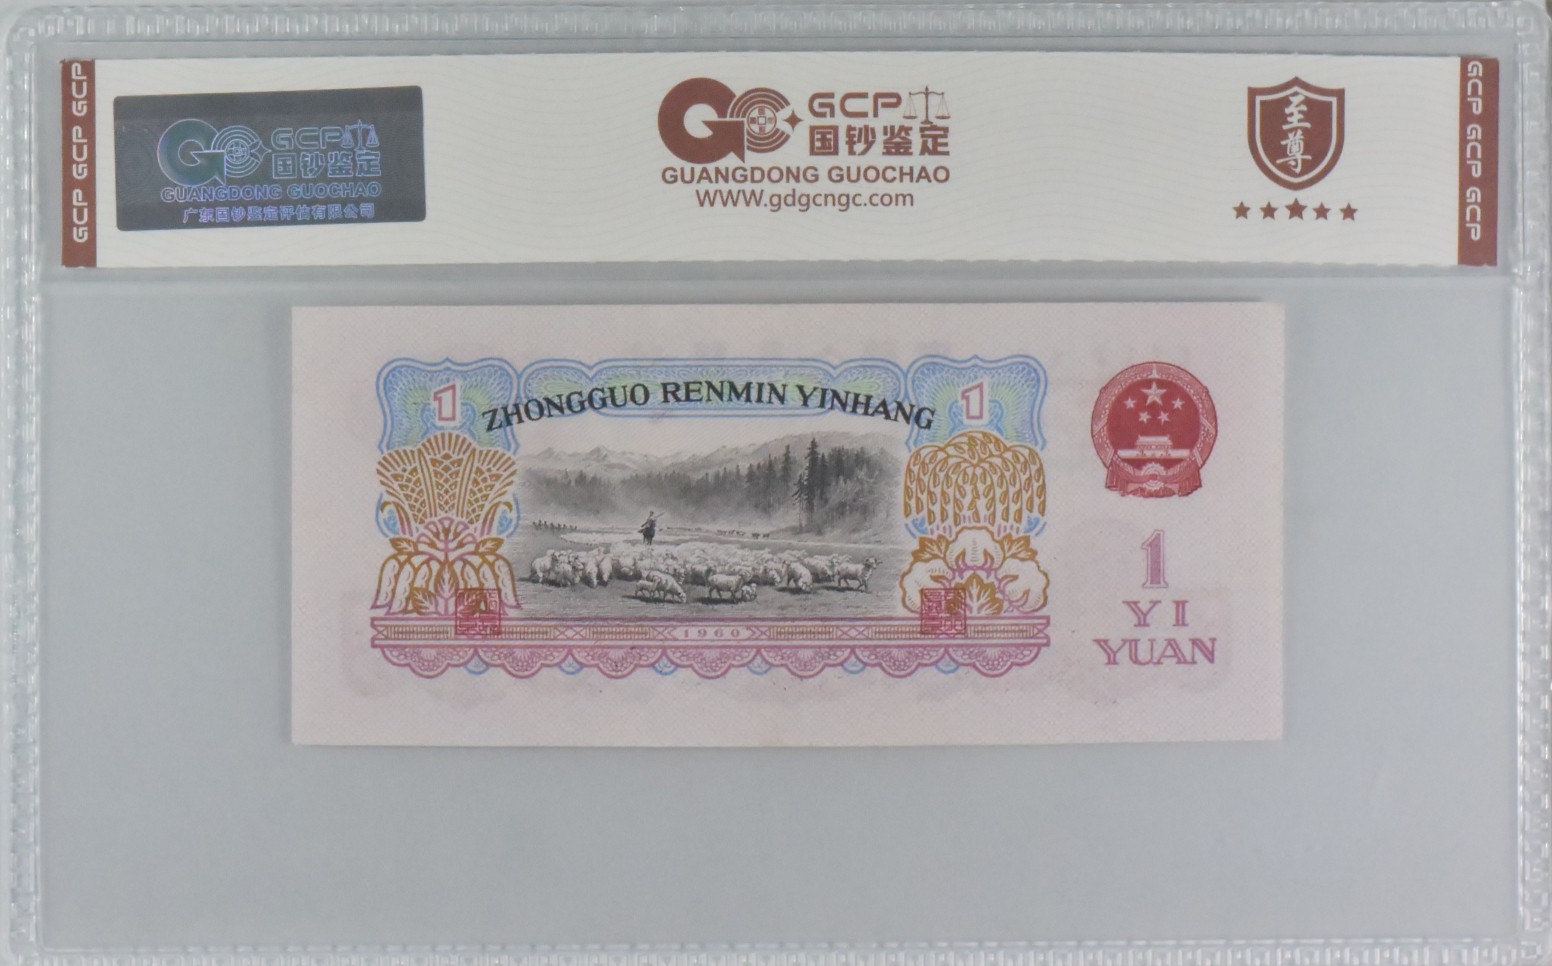 GCP GCP GCP
GCP
国钞鉴定
GUANGDONG GUOCHAO
广东国钞鉴定评估有限公司
GCP
国钞鉴定
GUANGDONG GUOCHAO
WWW.gdgcngc.com
至尊
GCP GCP GCP
1
ZHONGGUO RENMIN YINHANG
1
1960
1
YI
YUAN